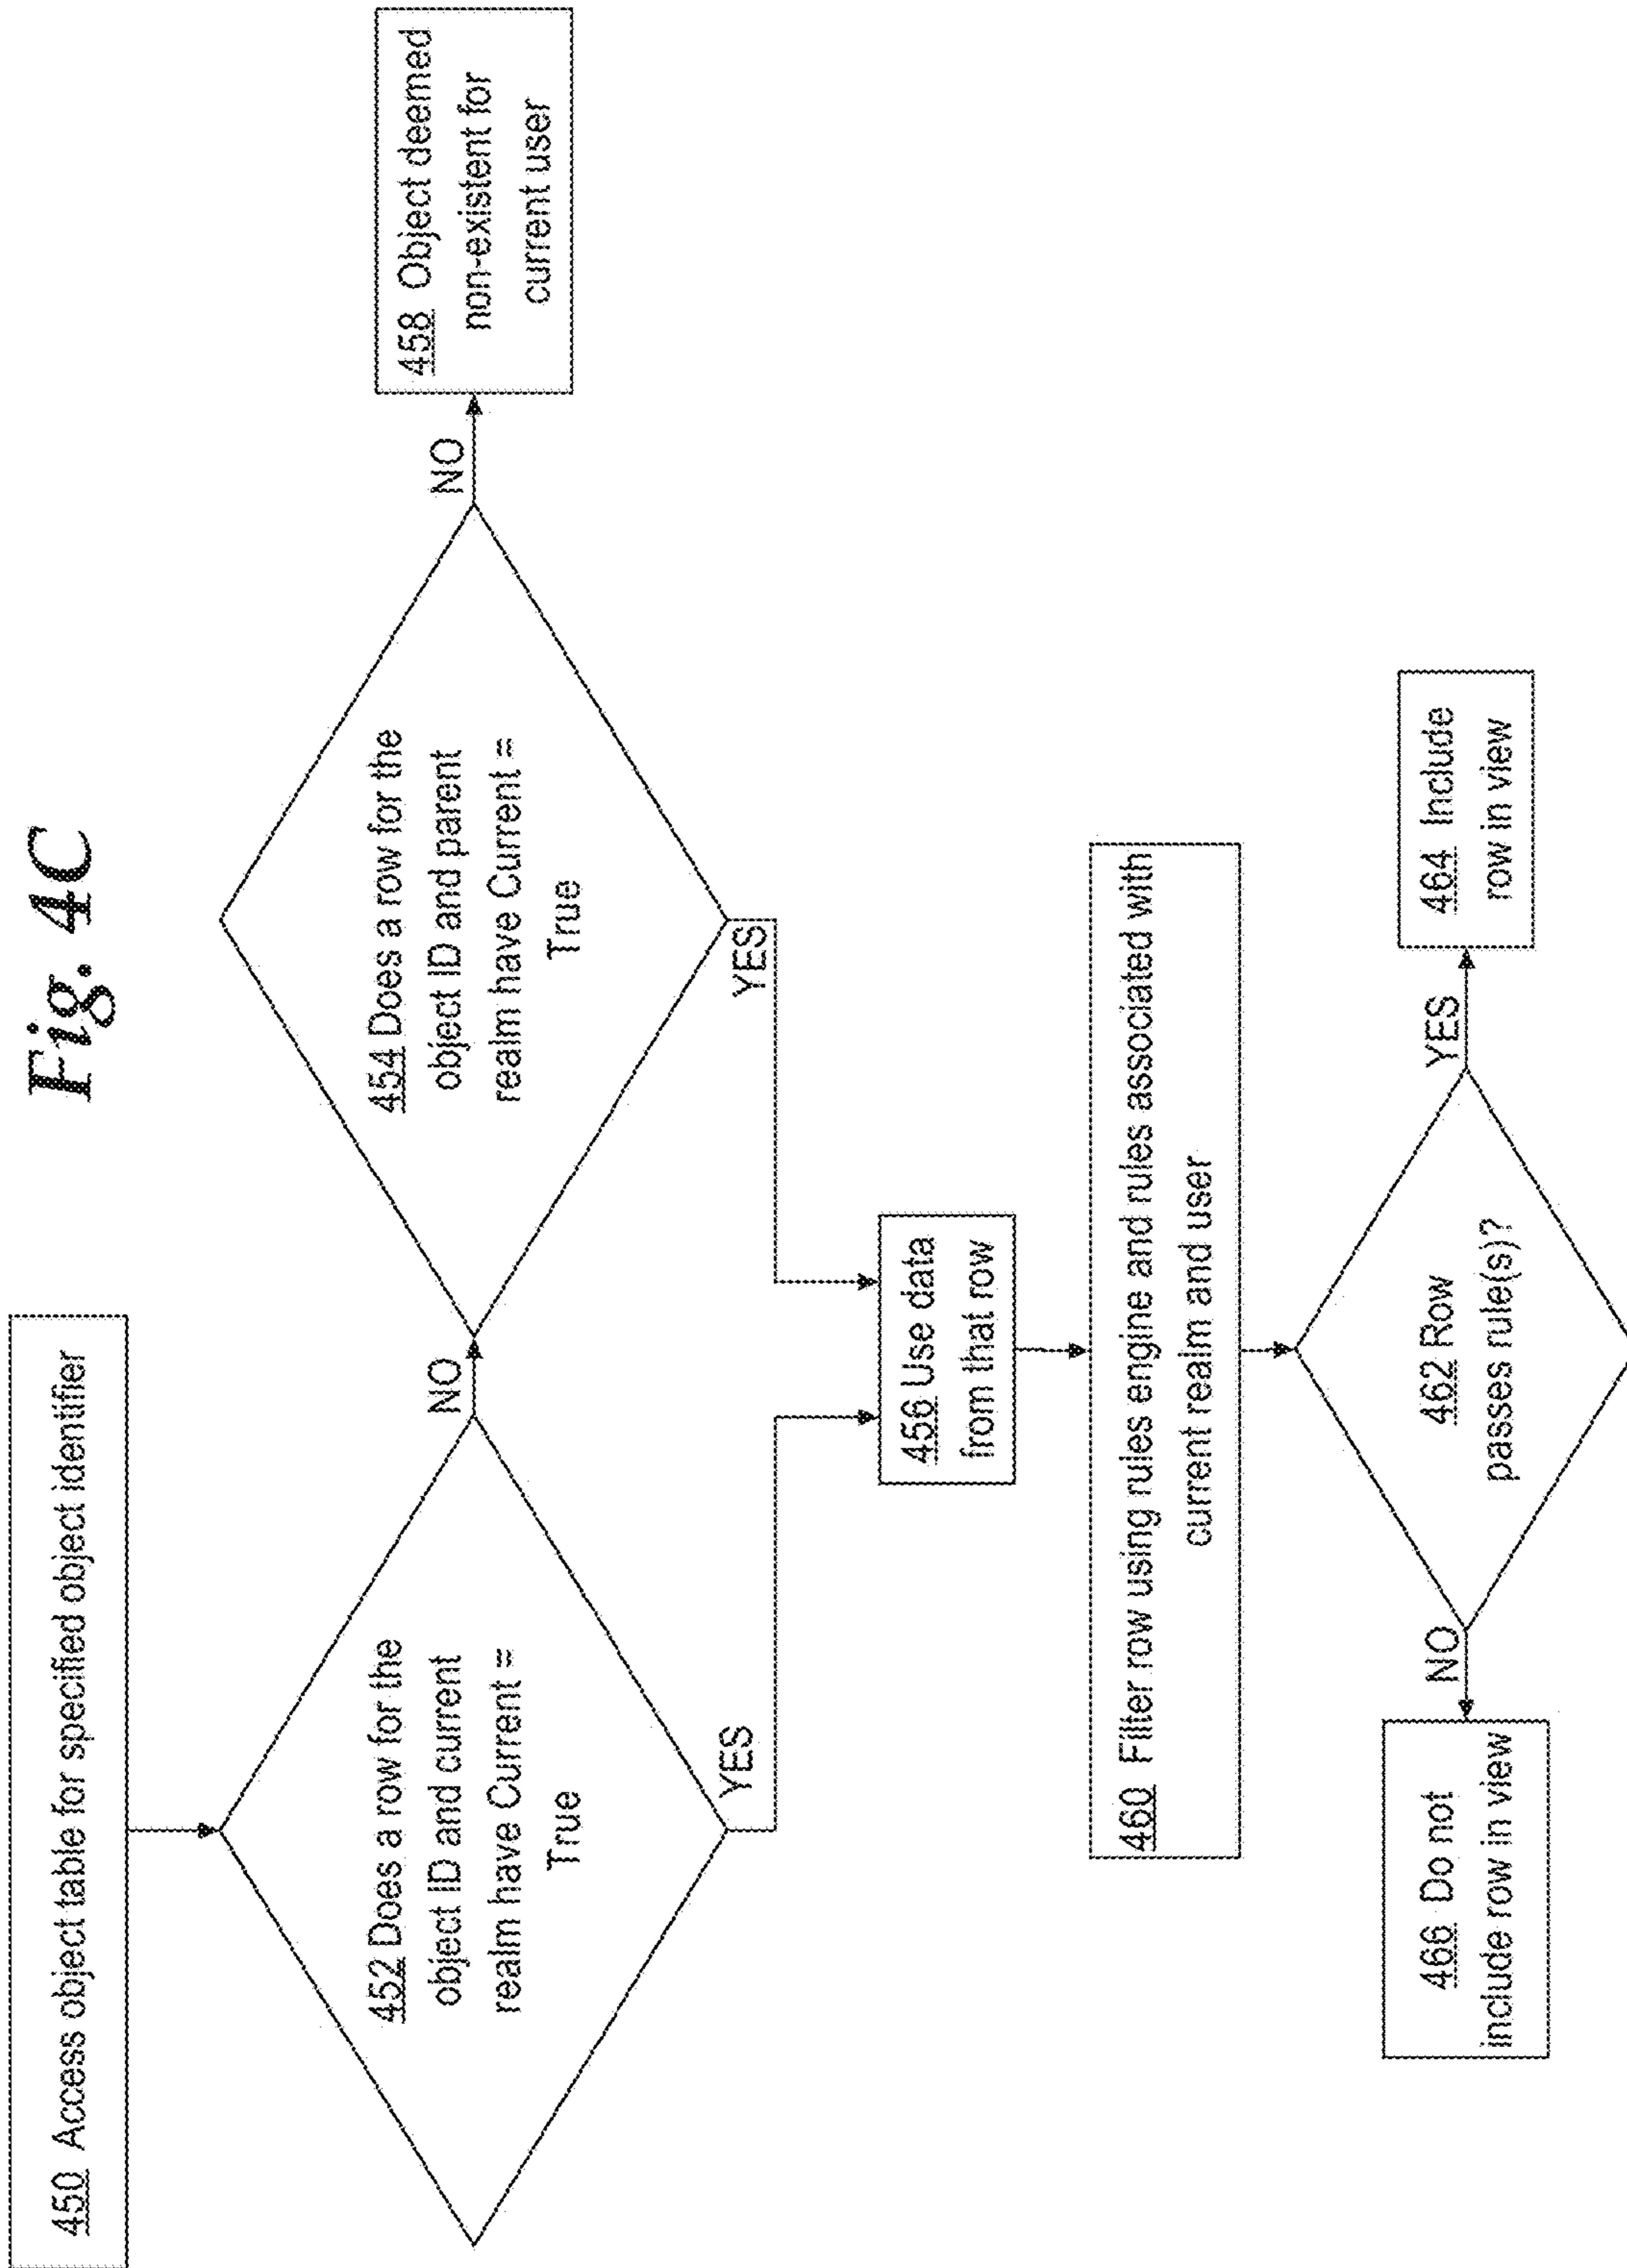 Fig. 4C
450 Access object table for specified object identifier
452 Does a row for the
object ID and current
realm have Current =
True
NO
YES
454 Does a row for the
object ID and parent
realm have Current =
True
NO
YES
458 Object deemed
non-existent for
current user
456 Use data
from that row
460 Filter row using rules engine and rules associated with
current realm and user
462 Row
passes rule(s)?
NO
YES
466 Do not
include row in view
464 Include
row in view